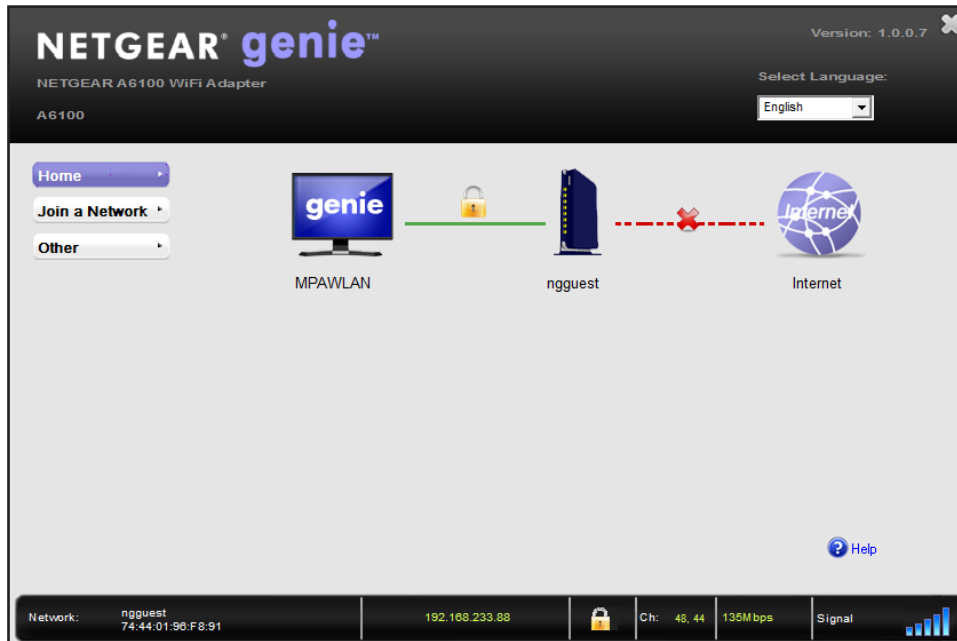 NETGEAR® genie™
Version: 1.0.0.7
NETGEAR A6100 WiFi Adapter
Select Language:
A6100
English
Home
Join a Network
Other
genie
Internet
MPAWLAN
ngguest
Internet
Help
Network:
ngguest
74:44:01:96:F8:91
192.168.233.88
Ch: 48, 44
135Mbps
Signal